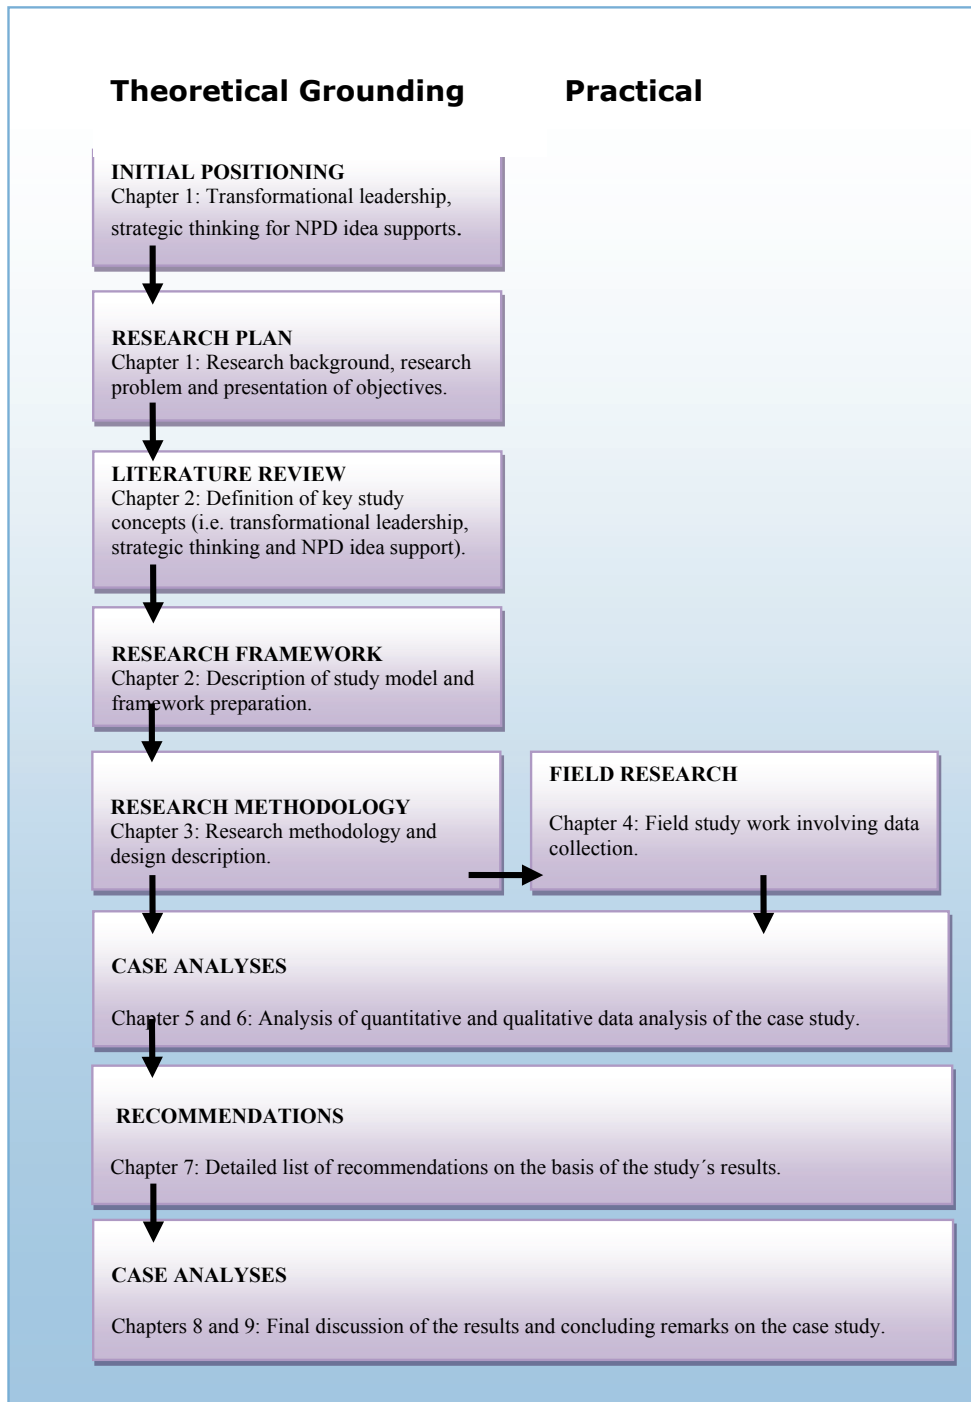 Theoretical Grounding Practical
INITIAL POSITIONING
Chapter 1: Transformational leadership,
strategic thinking for NPD idea supports.
RESEARCH PLAN
Chapter 1: Research background, research
problem and presentation of objectives.
LITERATURE REVIEW
Chapter 2: Definition of key study
concepts (i.e. transformational leadership,
strategic thinking and NPD idea support).
RESEARCH FRAMEWORK
Chapter 2: Description of study model and
framework preparation.
RESEARCH METHODOLOGY
Chapter 3: Research methodology and
design description.
FIELD RESEARCH
Chapter 4: Field study work involving data
collection.
CASE ANALYSES
Chapter 5 and 6: Analysis of quantitative and qualitative data analysis of the case study.
RECOMMENDATIONS
Chapter 7: Detailed list of recommendations on the basis of the study´s results.
CASE ANALYSES
Chapters 8 and 9: Final discussion of the results and concluding remarks on the case study.